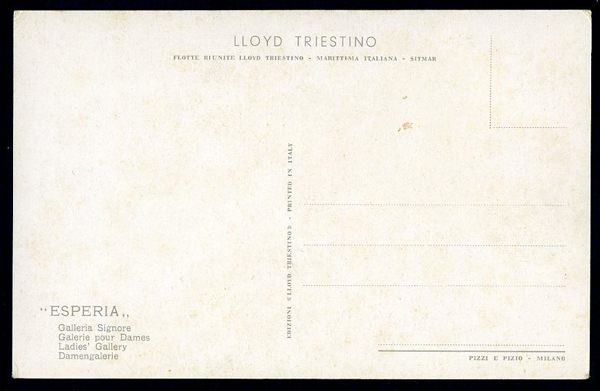 LLOYD TRIESTINO
FLOTTE RIUNITE LLOYD TRIESTINO - MARITTIMA ITALIANA - SITMAR
EDIZIONI «LLOYD TRIESTINO» - PRINTED IN ITALY
"ESPERIA„
Galleria Signore
Galerie pour Dames
Ladies' Gallery
Damengalerie
PIZZI E PIZIO - MILANO